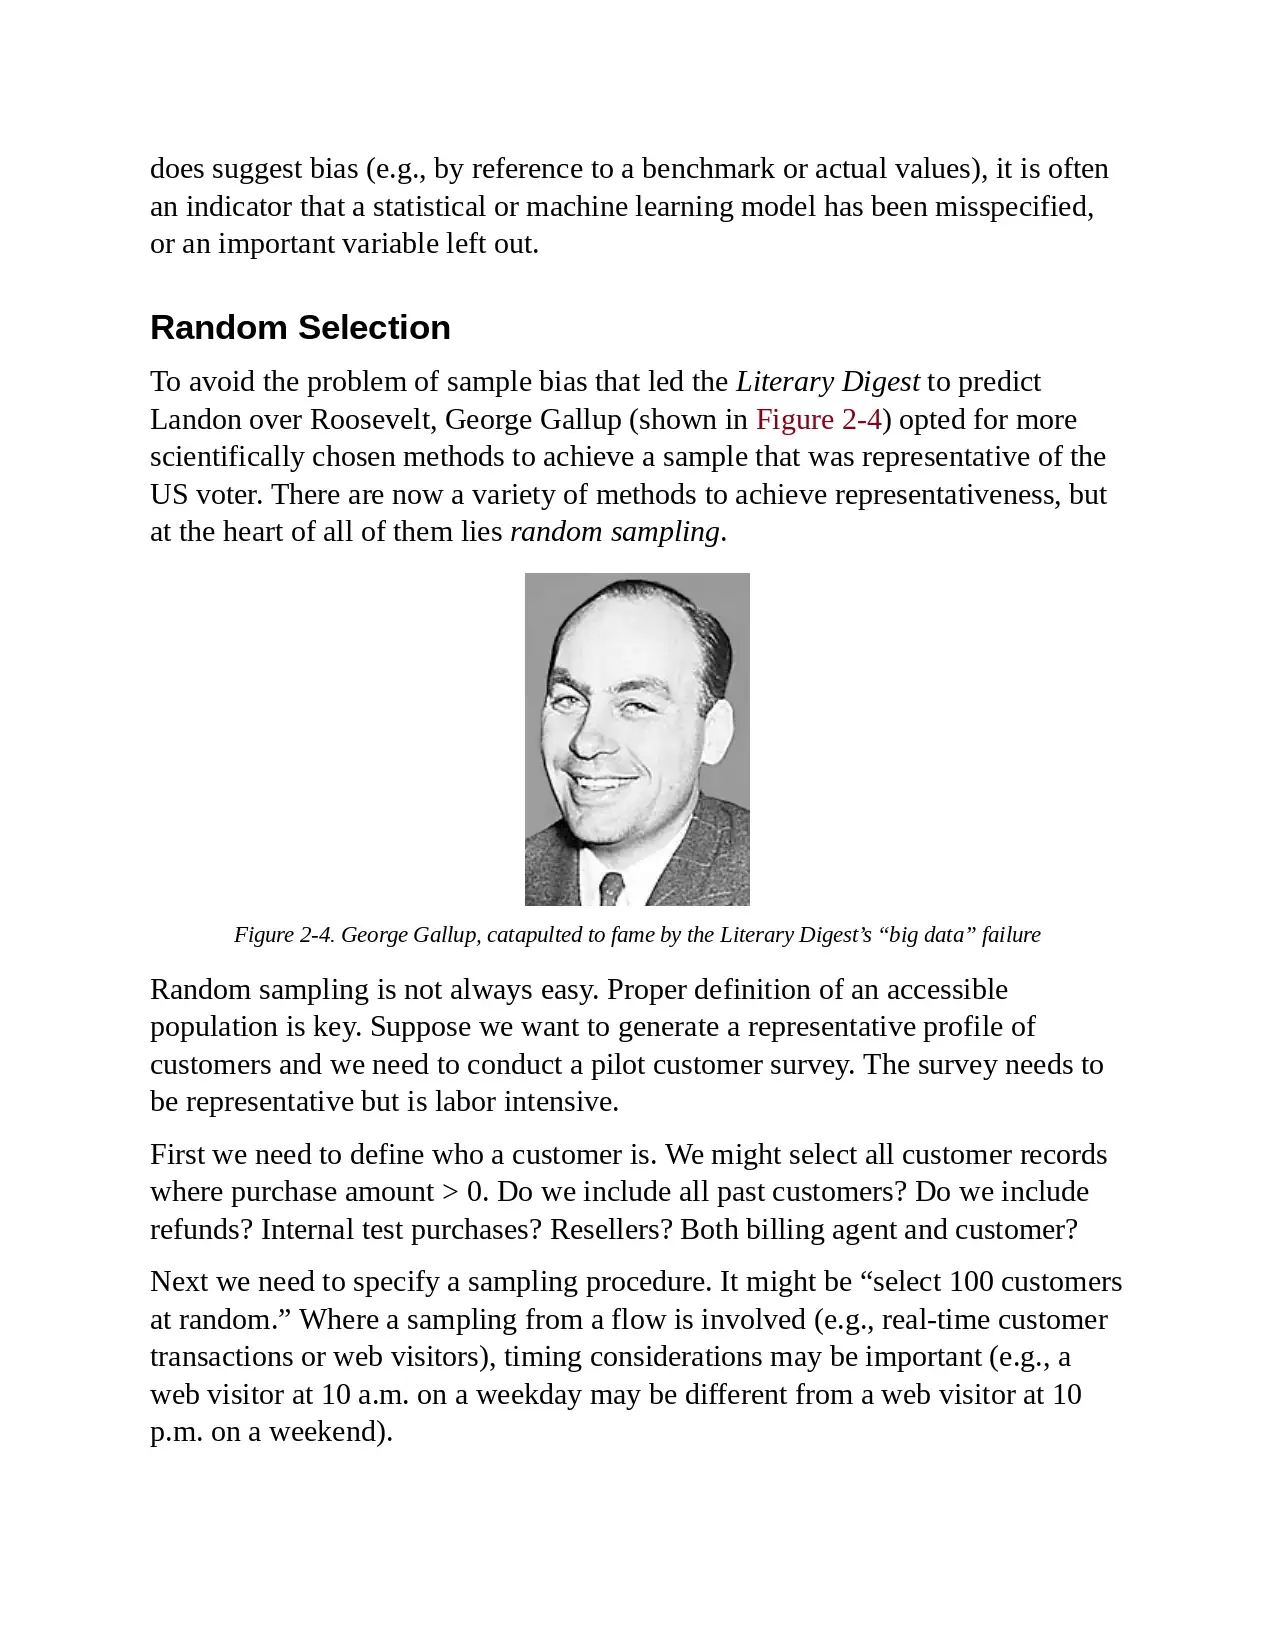 does suggest bias (e.g., by reference to a benchmark or actual values), it is often
an indicator that a statistical or machine learning model has been misspecified,
or an important variable left out.
Random Selection
To avoid the problem of sample bias that led the Literary Digest to predict
Landon over Roosevelt, George Gallup (shown in Figure 2-4) opted for more
scientifically chosen methods to achieve a sample that was representative of the
US voter. There are now a variety of methods to achieve representativeness, but
at the heart of all of them lies random sampling.
Figure 2-4. George Gallup, catapulted to fame by the Literary Digest’s “big data” failure
Random sampling is not always easy. Proper definition of an accessible
population is key. Suppose we want to generate a representative profile of
customers and we need to conduct a pilot customer survey. The survey needs to
be representative but is labor intensive.
First we need to define who a customer is. We might select all customer records
where purchase amount > 0. Do we include all past customers? Do we include
refunds? Internal test purchases? Resellers? Both billing agent and customer?
Next we need to specify a sampling procedure. It might be “select 100 customers
at random.” Where a sampling from a flow is involved (e.g., real-time customer
transactions or web visitors), timing considerations may be important (e.g., a
web visitor at 10 a.m. on a weekday may be different from a web visitor at 10
p.m. on a weekend).